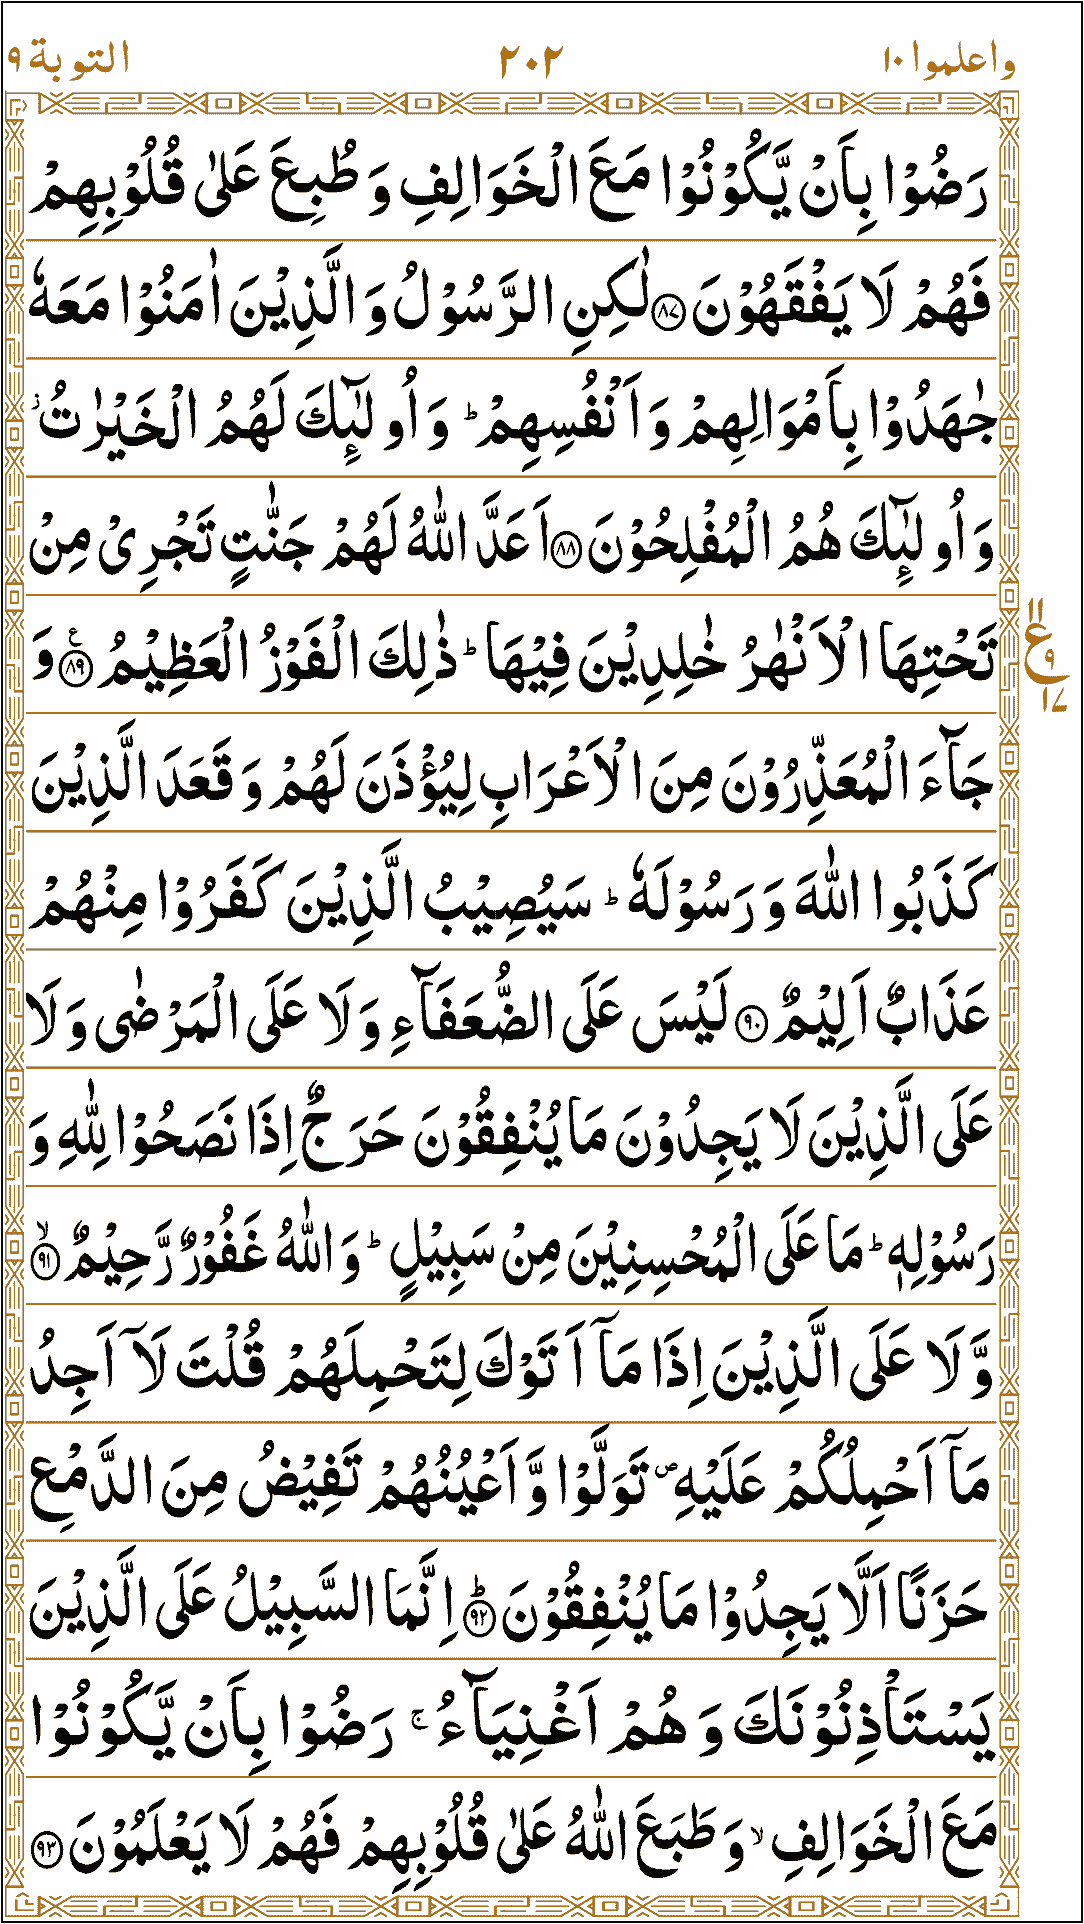 واعلموا ١٠ ٢٠٢ التوبة ٩
رَضُوْا بِاَنْ يَّكُوْنُوْا مَعَ الْخَوَالِفِ وَ طُبِعَ عَلٰى قُلُوْبِهِمْ
فَهُمْ لَا يَفْقَهُوْنَ ٨٧ لٰكِنِ الرَّسُوْلُ وَ الَّذِيْنَ اٰمَنُوْا مَعَهٗ
جٰهَدُوْا بِاَمْوَالِهِمْ وَ اَنْفُسِهِمْ ؕ وَ اُولٰٓئِكَ لَهُمُ الْخَيْرٰتُ ؗ
وَ اُولٰٓئِكَ هُمُ الْمُفْلِحُوْنَ ٨٨ اَعَدَّ اللّٰهُ لَهُمْ جَنّٰتٍ تَجْرِىْ مِنْ
تَحْتِهَا الْاَنْهٰرُ خٰلِدِيْنَ فِيْهَا ؕ ذٰلِكَ الْفَوْزُ الْعَظِيْمُ ٨٩ ع وَ
١١ ع ٩ ١٧
جَآءَ الْمُعَذِّرُوْنَ مِنَ الْاَعْرَابِ لِيُؤْذَنَ لَهُمْ وَ قَعَدَ الَّذِيْنَ
كَذَبُوا اللّٰهَ وَ رَسُوْلَهٗ ؕ سَيُصِيْبُ الَّذِيْنَ كَفَرُوْا مِنْهُمْ
عَذَابٌ اَلِيْمٌ ٩٠ لَيْسَ عَلَى الضُّعَفَآءِ وَ لَا عَلَى الْمَرْضٰى وَ لَا
عَلَى الَّذِيْنَ لَا يَجِدُوْنَ مَا يُنْفِقُوْنَ حَرَجٌ اِذَا نَصَحُوْا لِلّٰهِ وَ
رَسُوْلِهٖ ؕ مَا عَلَى الْمُحْسِنِيْنَ مِنْ سَبِيْلٍ ؕ وَ اللّٰهُ غَفُوْرٌ رَّحِيْمٌ ۙ ٩١
وَّ لَا عَلَى الَّذِيْنَ اِذَا مَاۤ اَتَوْكَ لِتَحْمِلَهُمْ قُلْتَ لَاۤ اَجِدُ
مَاۤ اَحْمِلُكُمْ عَلَيْهِ ۪ تَوَلَّوْا وَّ اَعْيُنُهُمْ تَفِيْضُ مِنَ الدَّمْعِ
حَزَنًا اَلَّا يَجِدُوْا مَا يُنْفِقُوْنَ ؕ ٩٢ اِنَّمَا السَّبِيْلُ عَلَى الَّذِيْنَ
يَسْتَاْذِنُوْنَكَ وَ هُمْ اَغْنِيَآءُ ۚ رَضُوْا بِاَنْ يَّكُوْنُوْا
مَعَ الْخَوَالِفِ ۙ وَ طَبَعَ اللّٰهُ عَلٰى قُلُوْبِهِمْ فَهُمْ لَا يَعْلَمُوْنَ ٩٣